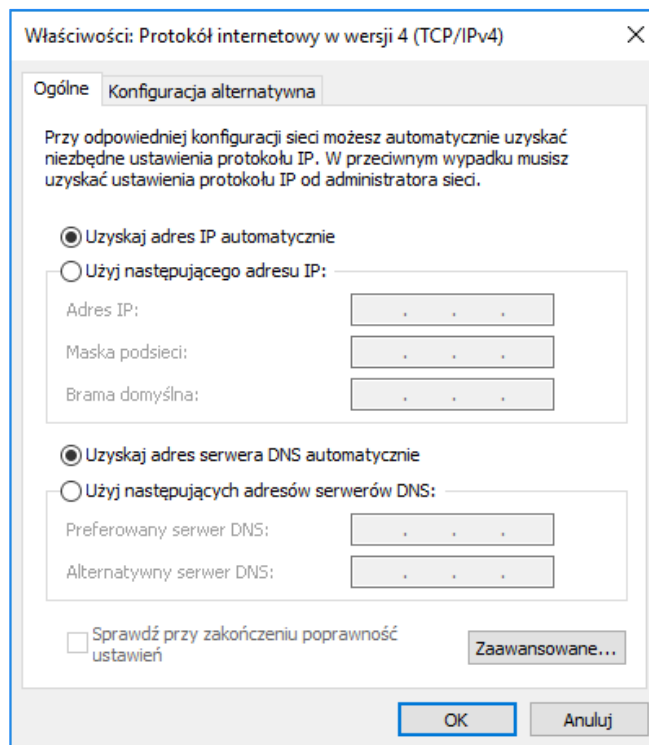 Właściwości: Protokół internetowy w wersji 4 (TCP/IPv4)
Ogólne
Konfiguracja alternatywna
Przy odpowiedniej konfiguracji sieci możesz automatycznie uzyskać
niezbędne ustawienia protokołu IP. W przeciwnym wypadku musisz
uzyskać ustawienia protokołu IP od administratora sieci.
Uzyskaj adres IP automatycznie
Użyj następującego adresu IP:
Adres IP:
Maska podsieci:
Brama domyślna:
Uzyskaj adres serwera DNS automatycznie
Użyj następujących adresów serwerów DNS:
Preferowany serwer DNS:
Alternatywny serwer DNS:
Sprawdź przy zakończeniu poprawność
ustawień
Zaawansowane...
OK
Anuluj